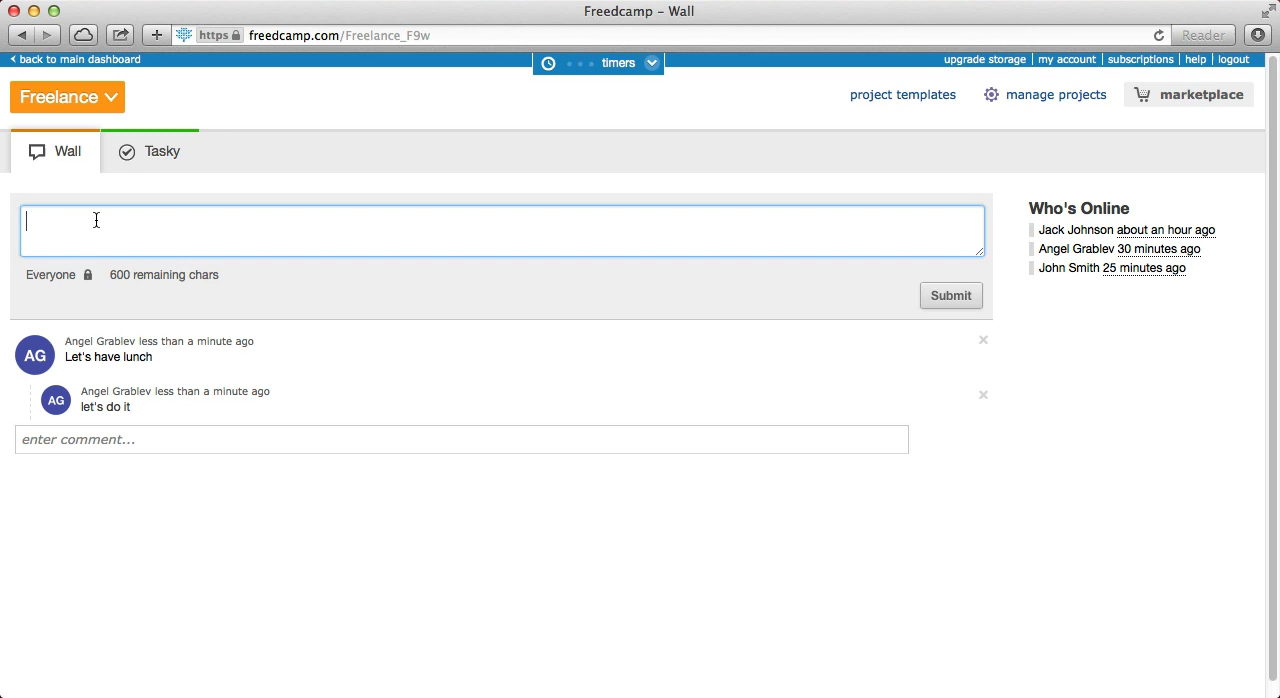 Freedcamp – Wall
https freedcamp.com/Freelance_F9w
Reader
back to main dashboard
timers
upgrade storage | my account | subscriptions | help | logout
Freelance
project templates
manage projects
marketplace
Wall
Tasky
Everyone
600 remaining chars
Submit
Who's Online
Jack Johnson about an hour ago
Angel Grablev 30 minutes ago
John Smith 25 minutes ago
AG
Angel Grablev less than a minute ago
Let's have lunch
AG
Angel Grablev less than a minute ago
let's do it
enter comment...